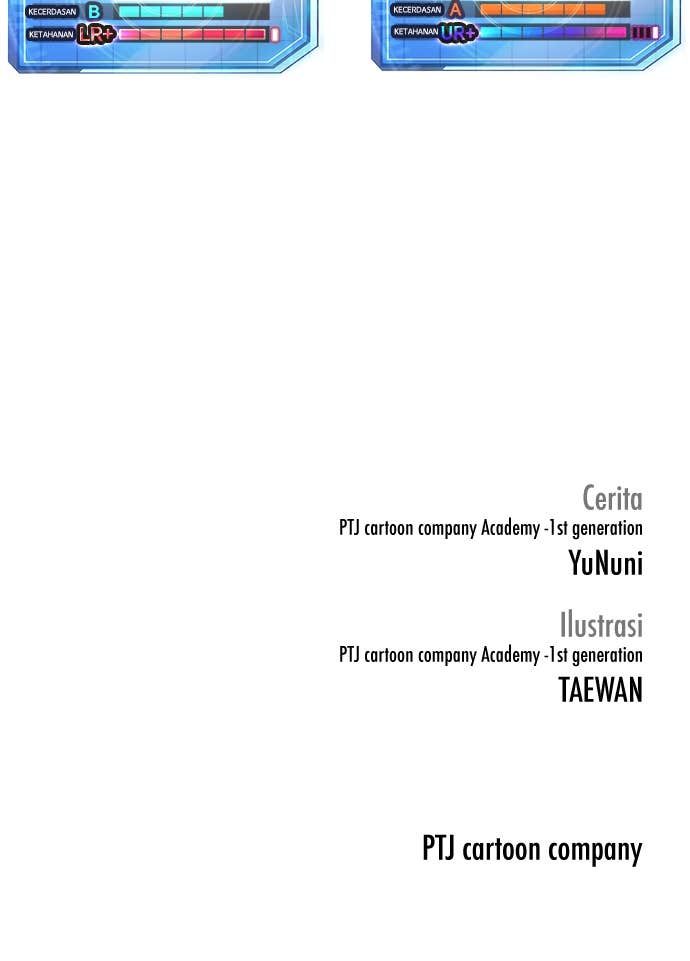 KECERDASAN B
KETAHANAN LR+
KECERDASAN A
KETAHANAN UR+
Cerita
PTJ cartoon company Academy -1st generation
YuNuni
Ilustrasi
PTJ cartoon company Academy -1st generation
TAEWAN
PTJ cartoon company